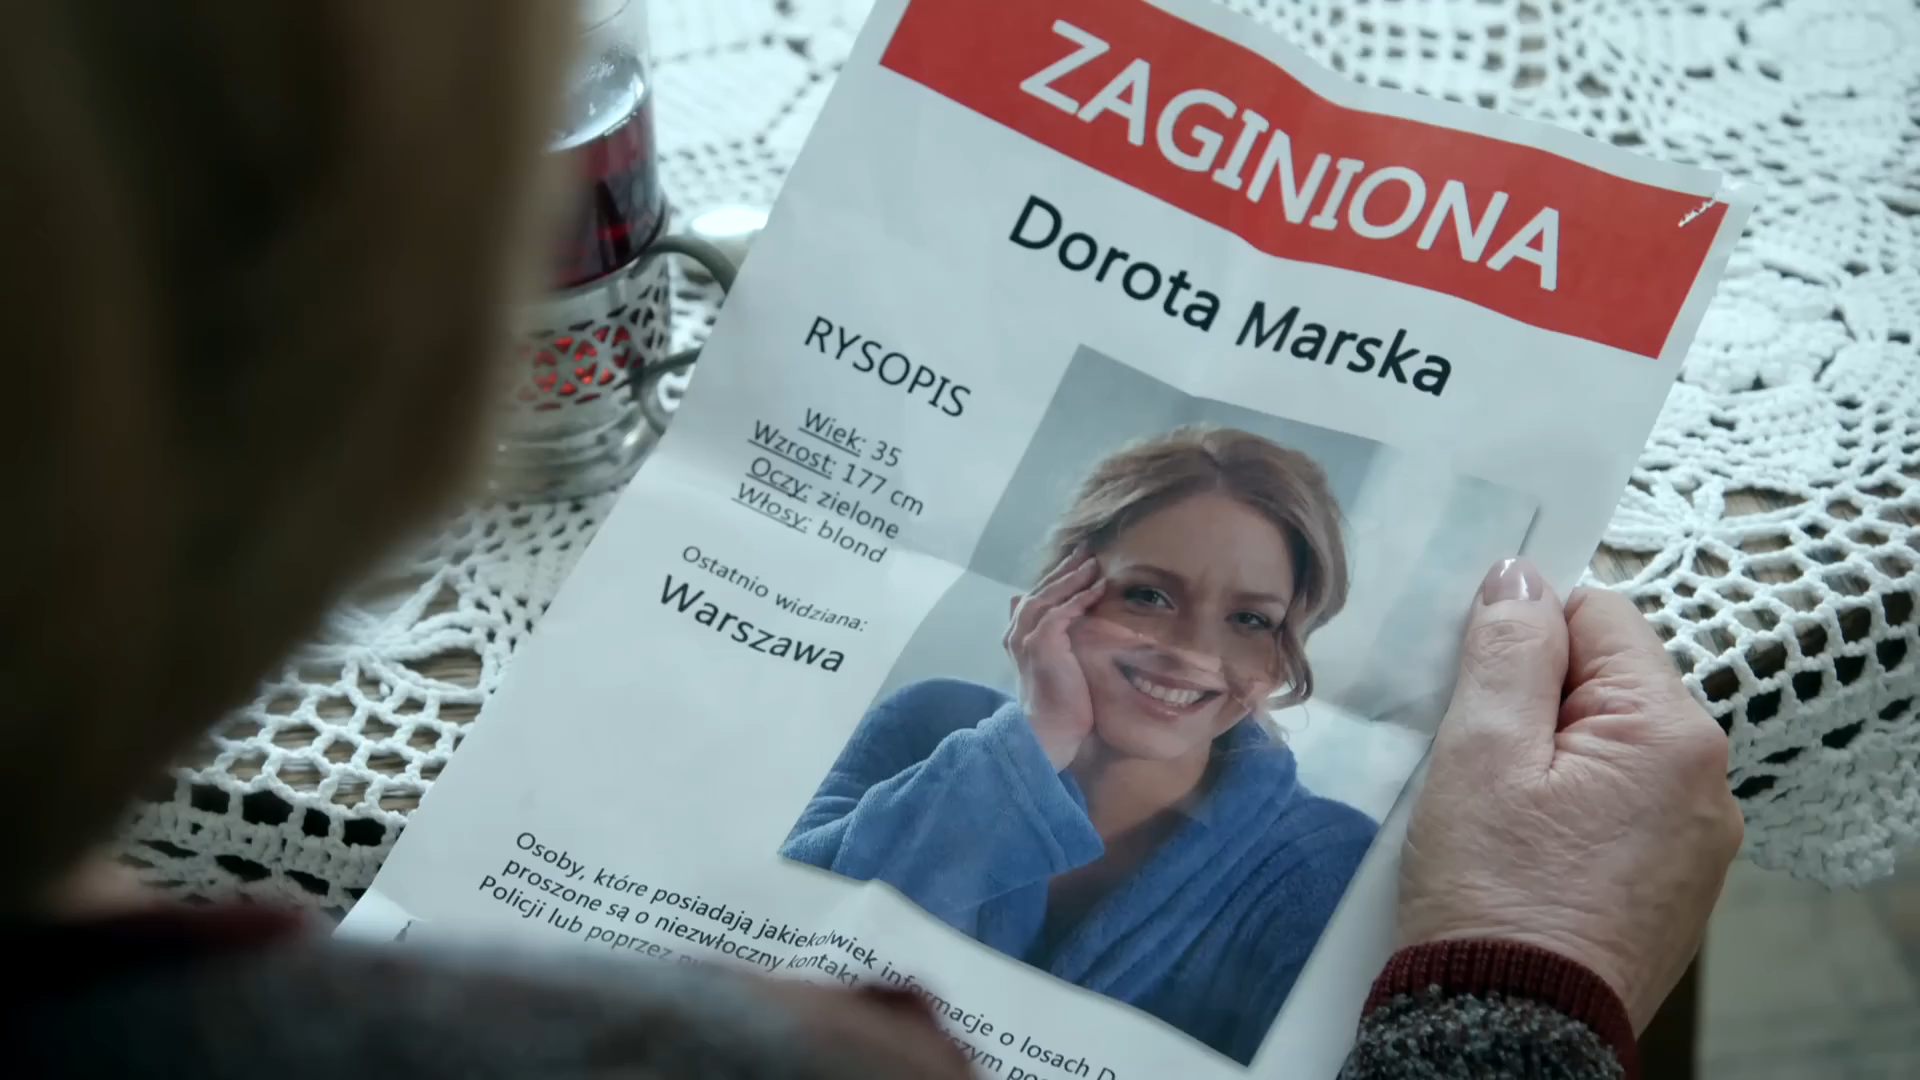 ZAGINIONA
Dorota Marska
RYSOPIS
Wiek: 35
Wzrost: 177 cm
Oczy: zielone
Włosy: blond
Ostatnio widziana:
Warszawa
Osoby, które posiadają jakiekolwiek informacje o losach
proszone są o niezwłoczny kontakt
Policji lub poprzez